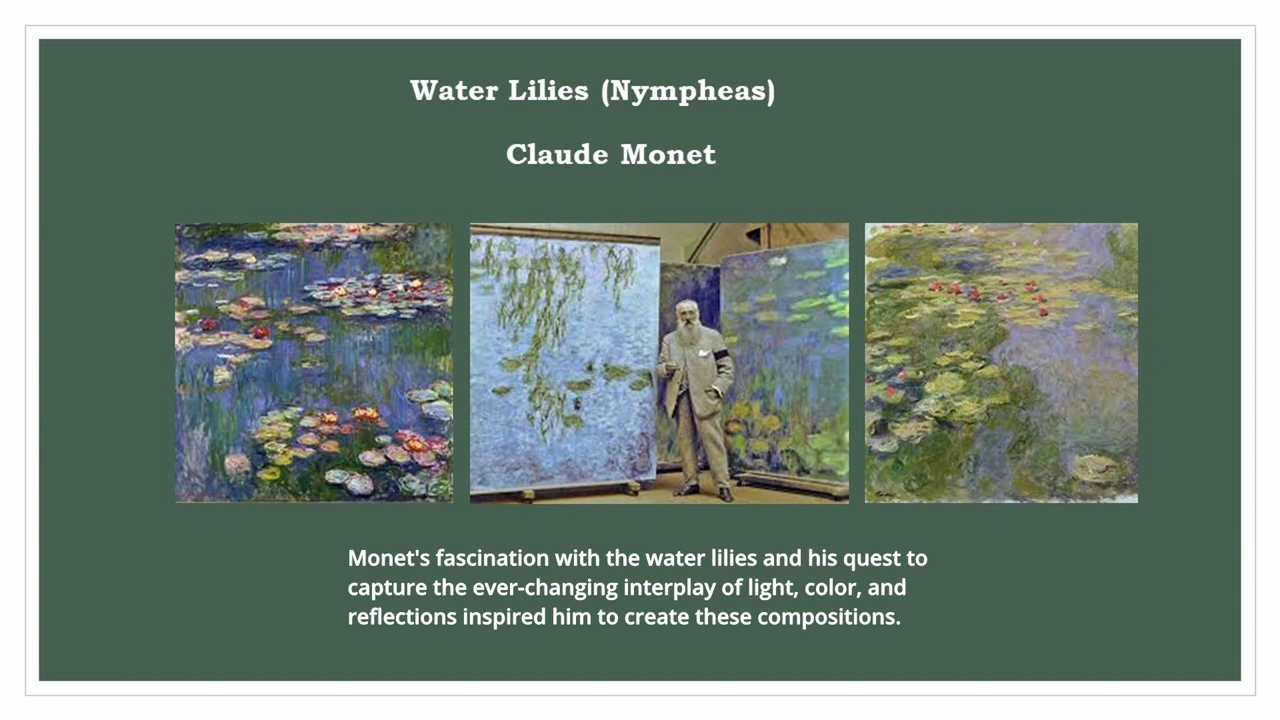 Water Lilies (Nympheas)
Claude Monet
Monet's fascination with the water lilies and his quest to
capture the ever-changing interplay of light, color, and
reflections inspired him to create these compositions.